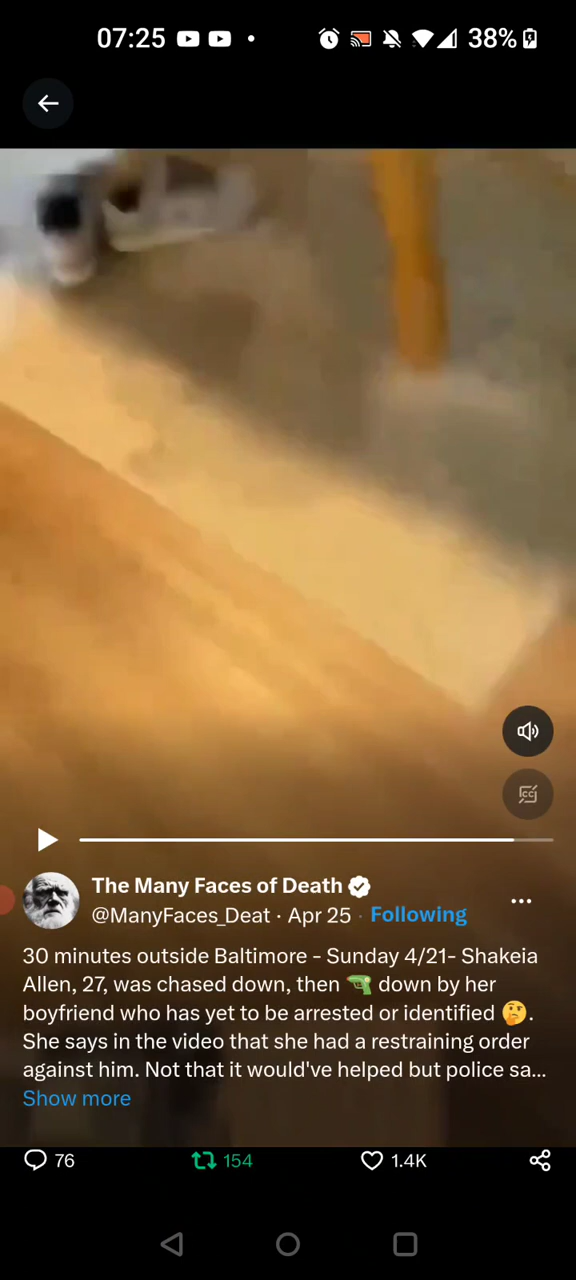 07:25 38%
The Many Faces of Death
@ManyFaces_Deat · Apr 25 · Following
30 minutes outside Baltimore - Sunday 4/21- Shakeia
Allen, 27, was chased down, then 🔫 down by her
boyfriend who has yet to be arrested or identified 🤔.
She says in the video that she had a restraining order
against him. Not that it would've helped but police sa...
Show more
76 154 1.4K